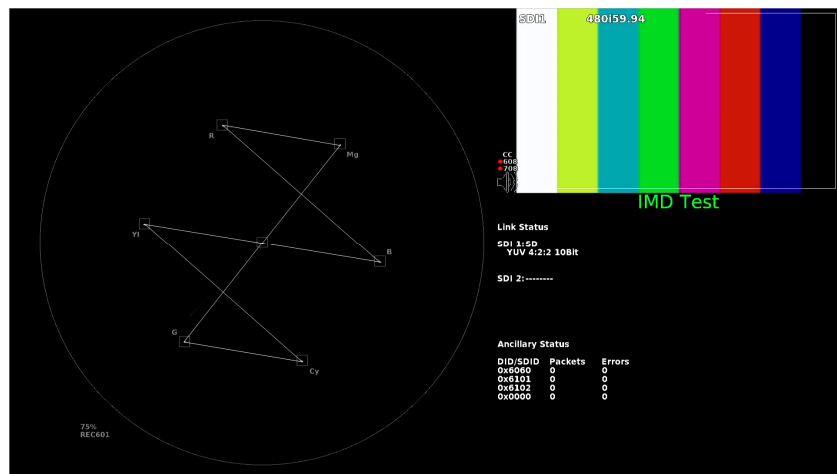 SDI1 480i59.94
R
Mg
CC
608
708
IMD Test
Yl
B
Link Status
SDI 1:SD
YUV 4:2:2 10Bit
SDI 2:--------
G
Cy
Ancillary Status
DID/SDID Packets Errors
0x6060 0 0
0x6101 0 0
0x6102 0 0
0x0000 0 0
75%
REC601